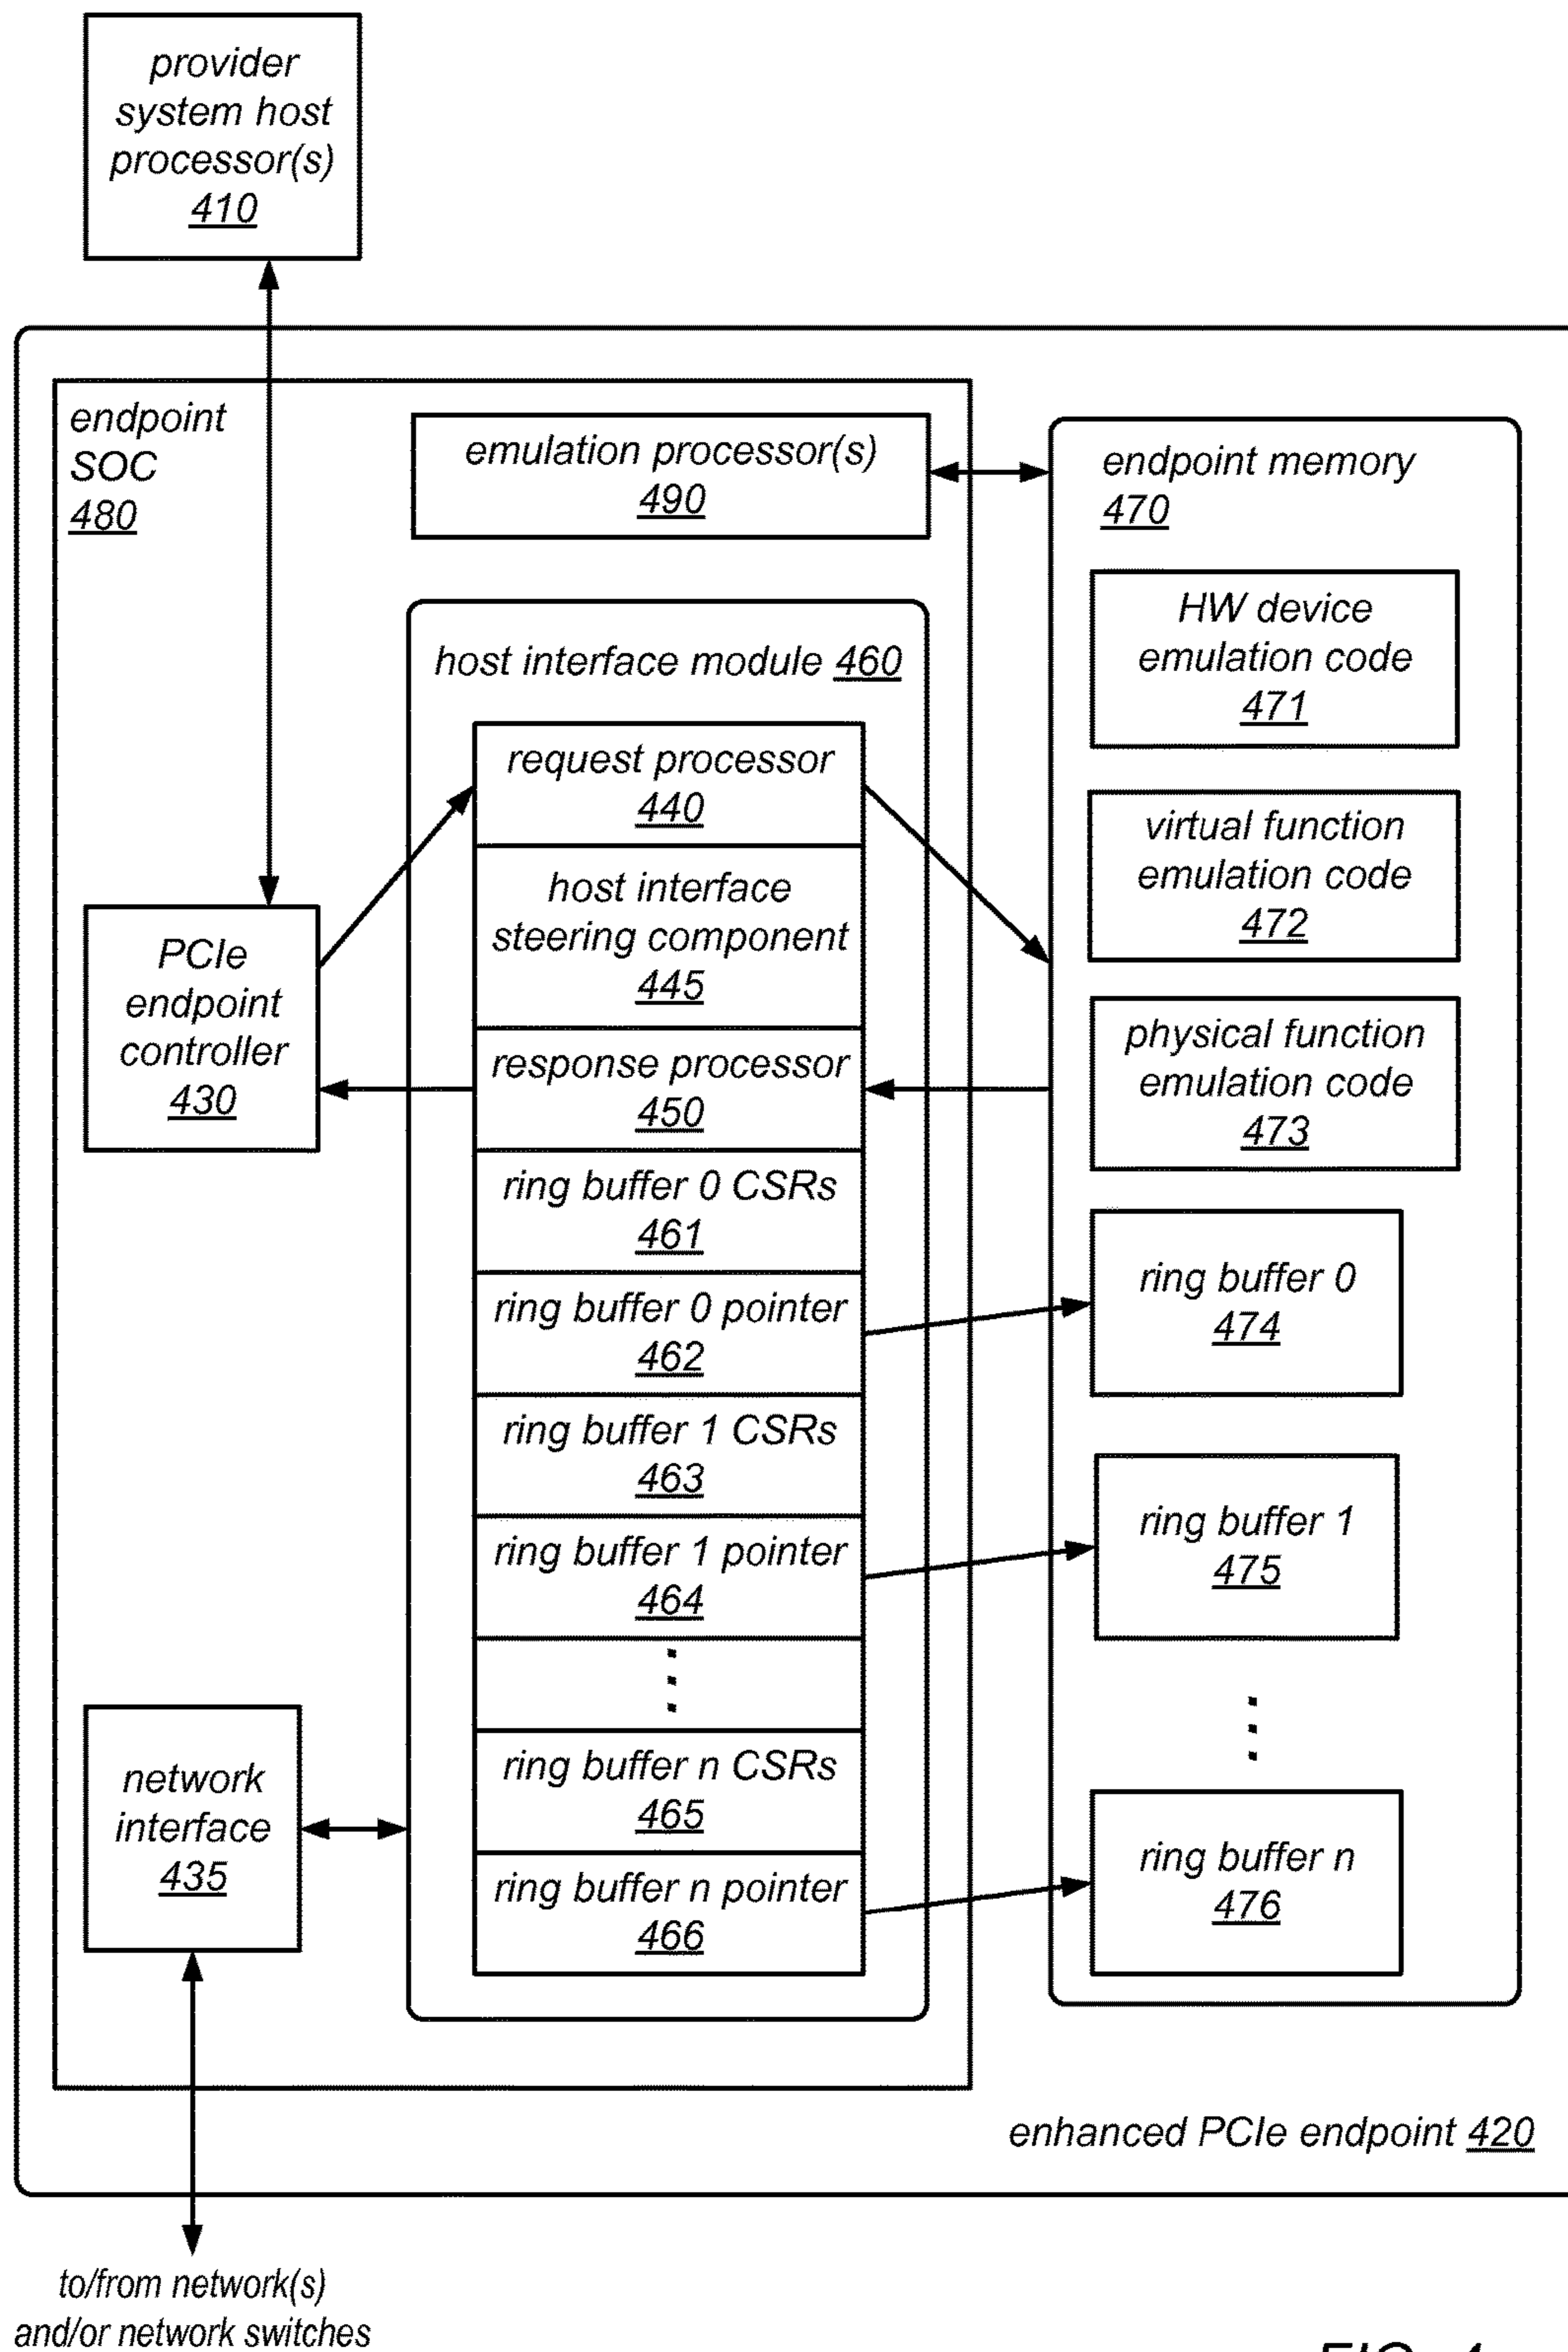 provider
system host
processor(s)
410
endpoint
SOC
480
emulation processor(s)
490
endpoint memory
470
HW device
emulation code
471
host interface module 460
request processor
440
virtual function
emulation code
472
host interface
steering component
445
PCIe
endpoint
controller
430
physical function
emulation code
473
response processor
450
ring buffer 0 CSRs
461
ring buffer 0
474
ring buffer 0 pointer
462
ring buffer 1 CSRs
463
ring buffer 1
475
ring buffer 1 pointer
464
network
interface
435
ring buffer n CSRs
465
ring buffer n
476
ring buffer n pointer
466
enhanced PCIe endpoint 420
to/from network(s)
and/or network switches